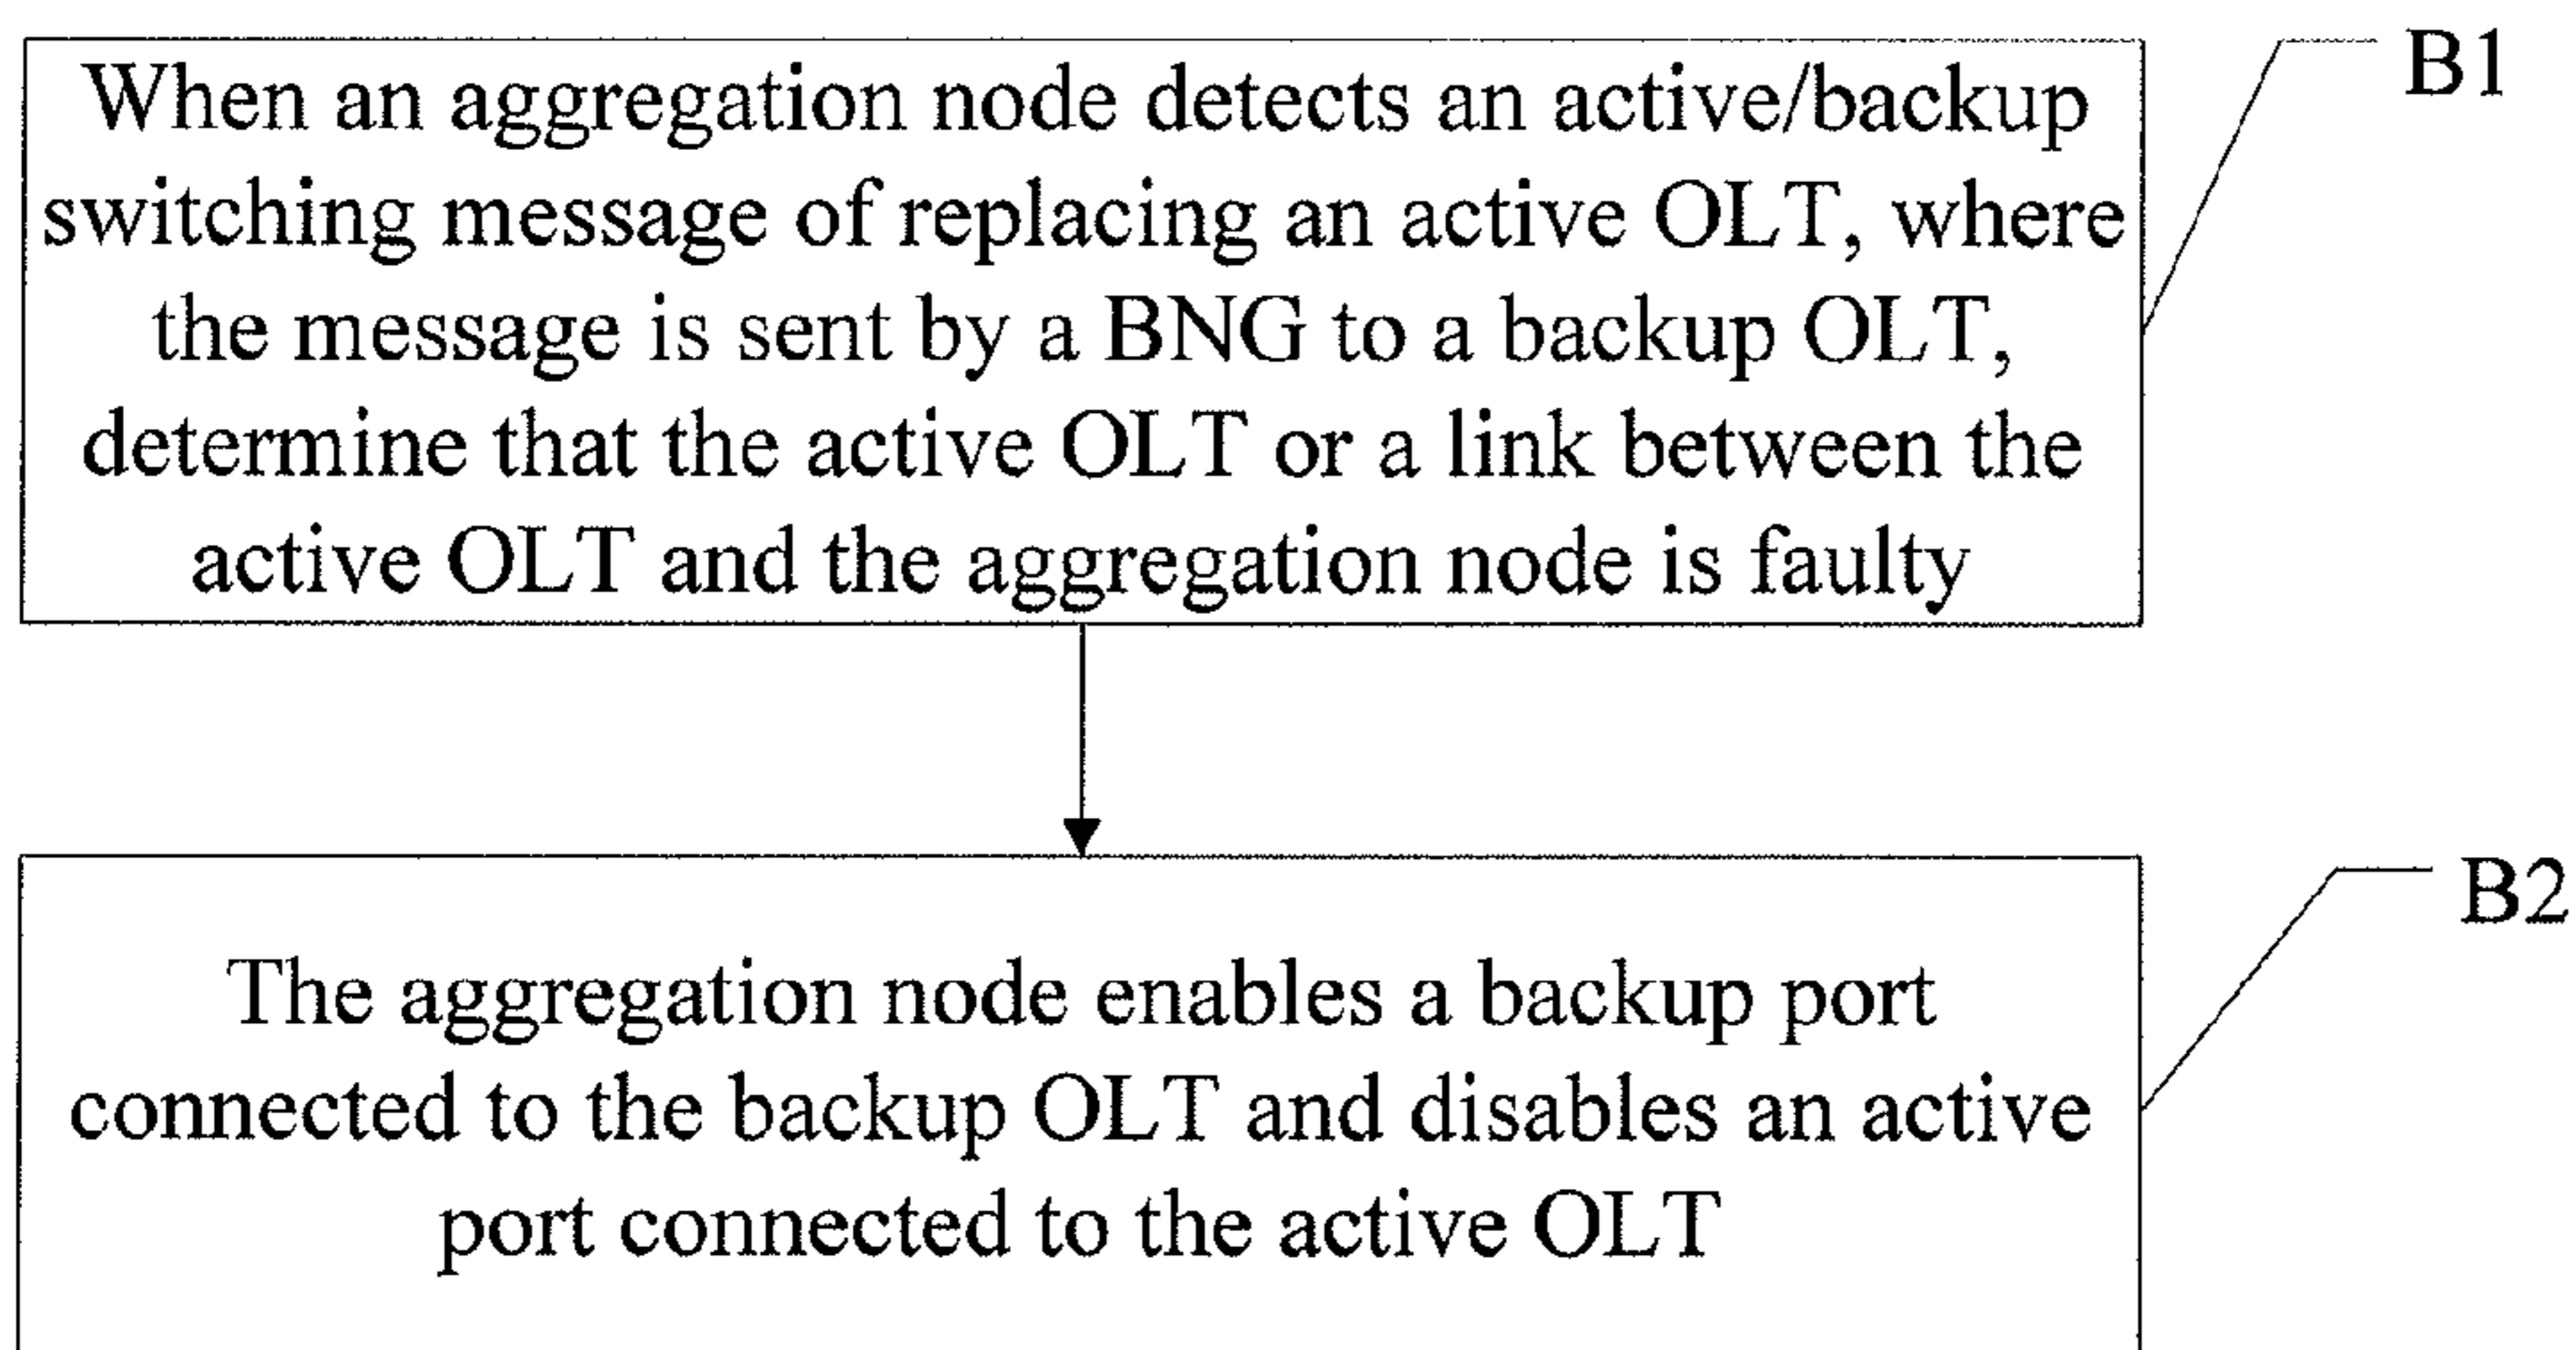 When an aggregation node detects an active/backup
switching message of replacing an active OLT, where
the message is sent by a BNG to a backup OLT,
determine that the active OLT or a link between the
active OLT and the aggregation node is faulty
B1
The aggregation node enables a backup port
connected to the backup OLT and disables an active
port connected to the active OLT
B2